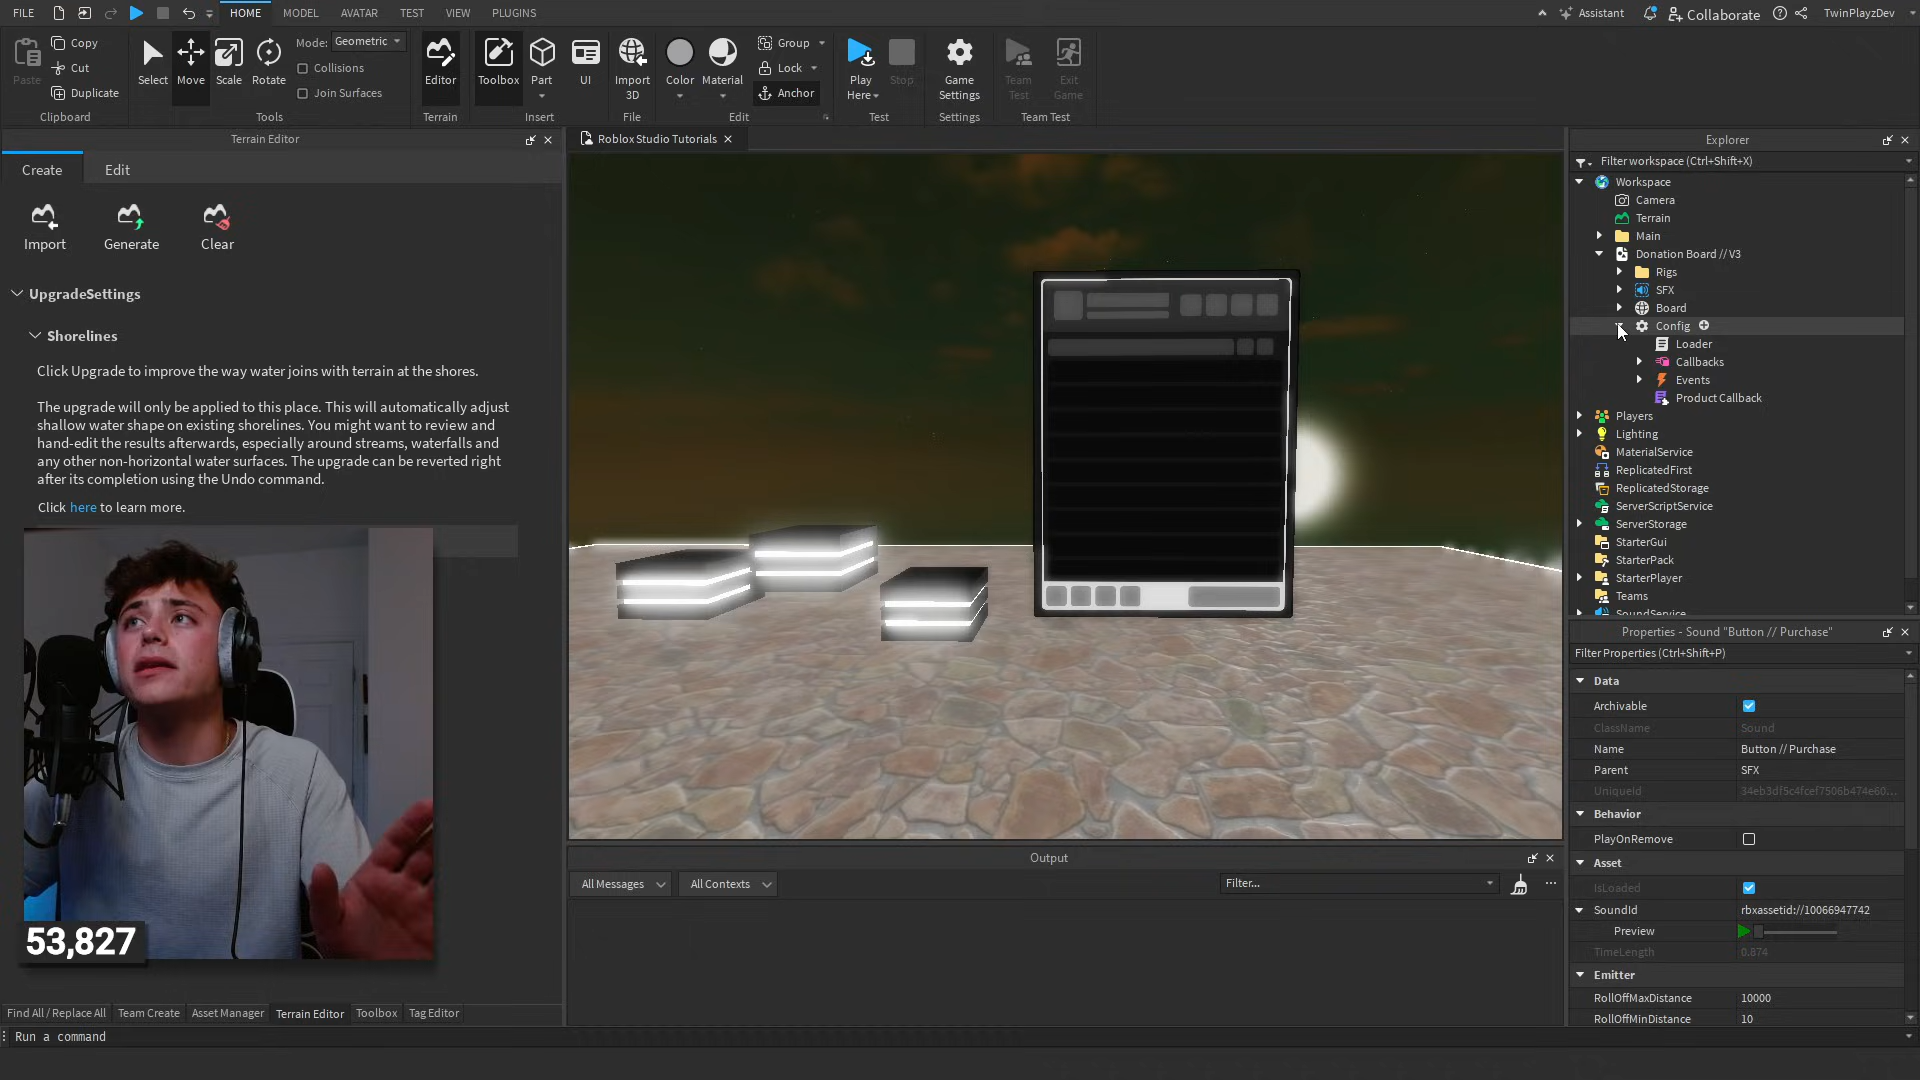 FILE HOME MODEL AVATAR TEST VIEW PLUGINS Assistant Collaborate TwinPlayzDev
Paste Copy Cut Duplicate Clipboard
Select Move Scale Rotate Mode: Geometric Collisions Join Surfaces Tools
Editor Terrain
Toolbox Part UI Insert
Import 3D File
Color Material Group Lock Anchor Edit
Play Here Stop Test
Game Settings Settings
Team Test Exit Game Team Test
Terrain Editor
Create Edit
Import Generate Clear
UpgradeSettings
Shorelines
Click Upgrade to improve the way water joins with terrain at the shores.
The upgrade will only be applied to this place. This will automatically adjust
shallow water shape on existing shorelines. You might want to review and
hand-edit the results afterwards, especially around streams, waterfalls and
any other non-horizontal water surfaces. The upgrade can be reverted right
after its completion using the Undo command.
Click here to learn more.
53,827
Find All / Replace All Team Create Asset Manager Terrain Editor Toolbox Tag Editor
Run a command
Roblox Studio Tutorials
Output
All Messages All Contexts Filter...
Explorer
Filter workspace (Ctrl+Shift+X)
Workspace
Camera
Terrain
Main
Donation Board // V3
Rigs
SFX
Board
Config
Loader
Callbacks
Events
Product Callback
Players
Lighting
MaterialService
ReplicatedFirst
ReplicatedStorage
ServerScriptService
ServerStorage
StarterGui
StarterPack
StarterPlayer
Teams
SoundService
Properties - Sound "Button // Purchase"
Filter Properties (Ctrl+Shift+P)
Data
Archivable
ClassName Sound
Name Button // Purchase
Parent SFX
UniqueId 34eb3df5c4fcef7506b474e60...
Behavior
PlayOnRemove
Asset
IsLoaded
SoundId rbxassetid://10066947742
Preview
TimeLength 0.874
Emitter
RollOffMaxDistance 10000
RollOffMinDistance 10